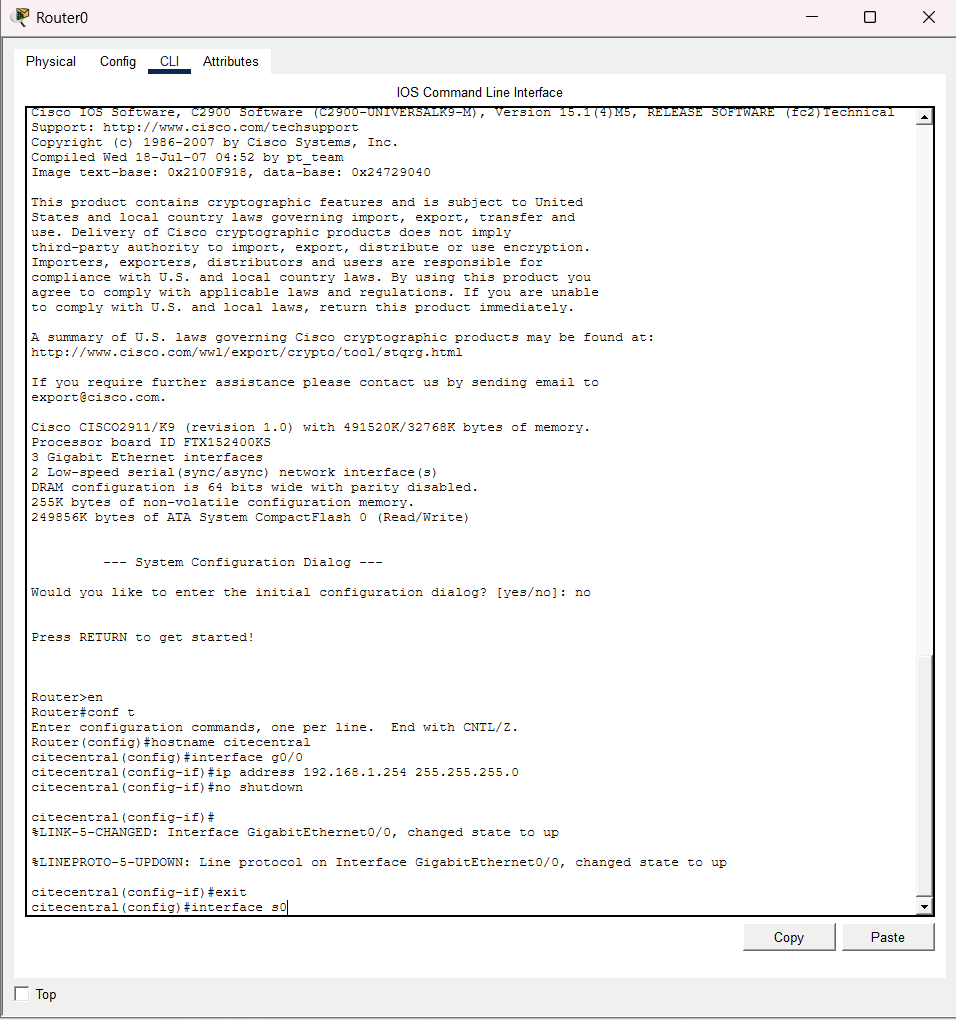 Router0
Physical Config CLI Attributes
IOS Command Line Interface
Cisco IOS Software, C2900 Software (C2900-UNIVERSALK9-M), Version 15.1(4)M5, RELEASE SOFTWARE (fc2)Technical
Support: http://www.cisco.com/techsupport
Copyright (c) 1986-2007 by Cisco Systems, Inc.
Compiled Wed 18-Jul-07 04:52 by pt_team
Image text-base: 0x2100F918, data-base: 0x24729040
This product contains cryptographic features and is subject to United
States and local country laws governing import, export, transfer and
use. Delivery of Cisco cryptographic products does not imply
third-party authority to import, export, distribute or use encryption.
Importers, exporters, distributors and users are responsible for
compliance with U.S. and local country laws. By using this product you
agree to comply with applicable laws and regulations. If you are unable
to comply with U.S. and local laws, return this product immediately.
A summary of U.S. laws governing Cisco cryptographic products may be found at:
http://www.cisco.com/wwl/export/crypto/tool/stqrg.html
If you require further assistance please contact us by sending email to
export@cisco.com.
Cisco CISCO2911/K9 (revision 1.0) with 491520K/32768K bytes of memory.
Processor board ID FTX152400KS
3 Gigabit Ethernet interfaces
2 Low-speed serial(sync/async) network interface(s)
DRAM configuration is 64 bits wide with parity disabled.
255K bytes of non-volatile configuration memory.
249856K bytes of ATA System CompactFlash 0 (Read/Write)
--- System Configuration Dialog ---
Would you like to enter the initial configuration dialog? [yes/no]: no
Press RETURN to get started!
Router>en
Router#conf t
Enter configuration commands, one per line. End with CNTL/Z.
Router(config)#hostname citecentral
citecentral(config)#interface g0/0
citecentral(config-if)#ip address 192.168.1.254 255.255.255.0
citecentral(config-if)#no shutdown
citecentral(config-if)#
%LINK-5-CHANGED: Interface GigabitEthernet0/0, changed state to up
%LINEPROTO-5-UPDOWN: Line protocol on Interface GigabitEthernet0/0, changed state to up
citecentral(config-if)#exit
citecentral(config)#interface s0
Copy Paste
Top